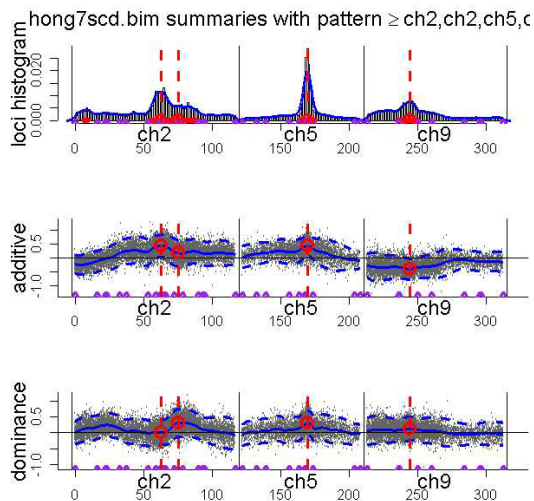 hong7scd.bim summaries with pattern ≥ ch2,ch2,ch5,c
loci histogram
0.000 0.020
ch2 ch5 ch9
0 50 100 150 200 250 300
additive
-1.0 0.5
ch2 ch5 ch9
0 50 100 150 200 250 300
dominance
-1.0 0.5
ch2 ch5 ch9
0 50 100 150 200 250 300